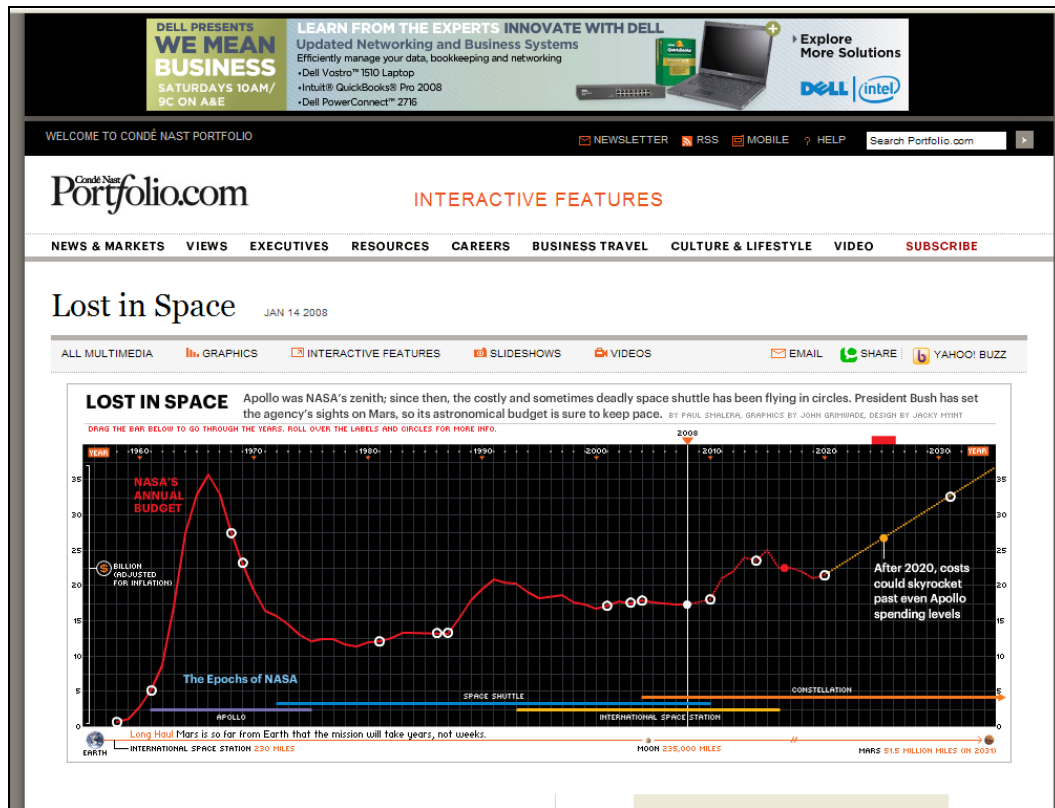 DELL PRESENTS
WE MEAN
BUSINESS
SATURDAYS 10AM/
9C ON A&E
LEARN FROM THE EXPERTS INNOVATE WITH DELL
Updated Networking and Business Systems
Efficiently manage your data, bookkeeping and networking
•Dell Vostro™ 1510 Laptop
•Intuit® QuickBooks® Pro 2008
•Dell PowerConnect™ 2716
Explore
More Solutions
DELL (intel)
WELCOME TO CONDÉ NAST PORTFOLIO
NEWSLETTER RSS MOBILE ? HELP Search Portfolio.com
Condé Nast
Portfolio.com
INTERACTIVE FEATURES
NEWS & MARKETS VIEWS EXECUTIVES RESOURCES CAREERS BUSINESS TRAVEL CULTURE & LIFESTYLE VIDEO SUBSCRIBE
Lost in Space JAN 14 2008
ALL MULTIMEDIA GRAPHICS INTERACTIVE FEATURES SLIDESHOWS VIDEOS EMAIL SHARE YAHOO! BUZZ
LOST IN SPACE
Apollo was NASA's zenith; since then, the costly and sometimes deadly space shuttle has been flying in circles. President Bush has set
the agency's sights on Mars, so its astronomical budget is sure to keep pace. BY PAUL SMALERA, GRAPHICS BY JOHN GRIMWADE, DESIGN BY JACKY MYINT
DRAG THE BAR BELOW TO GO THROUGH THE YEARS. ROLL OVER THE LABELS AND CIRCLES FOR MORE INFO.
2008
YEAR 1960 1970 1980 1990 2000 2010 2020 2030 YEAR
NASA'S
ANNUAL
BUDGET
35 35
30 30
25 25
$ BILLION
(ADJUSTED
FOR INFLATION)
After 2020, costs
could skyrocket
past even Apollo
spending levels
20 20
15 15
10 10
The Epochs of NASA
5 5
SPACE SHUTTLE
CONSTELLATION
APOLLO
INTERNATIONAL SPACE STATION
0 0
Long Haul Mars is so far from Earth that the mission will take years, not weeks.
EARTH
INTERNATIONAL SPACE STATION 230 MILES
MOON 235,000 MILES
MARS 51.5 MILLION MILES (IN 2031)